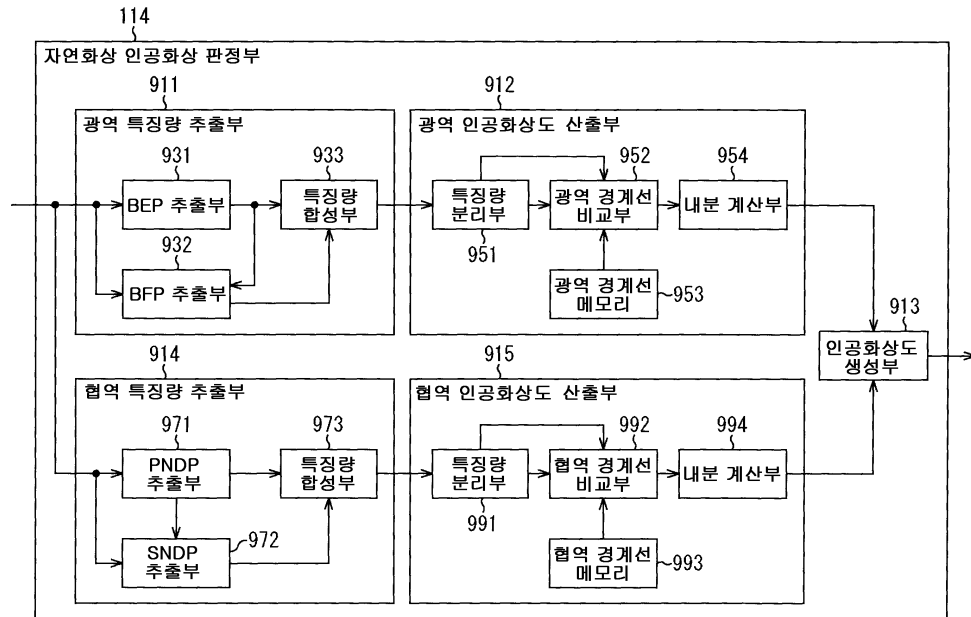 114
자연화상 인공화상 판정부
911
광역 특징량 추출부
931
BEP 추출부
932
BFP 추출부
933
특징량
합성부
912
광역 인공화상도 산출부
특징량
분리부
951
952
광역 경계선
비교부
954
내분 계산부
광역 경계선
메모리
953
913
인공화상도
생성부
914
협역 특징량 추출부
971
PNDP
추출부
972
SNDP
추출부
973
특징량
합성부
915
협역 인공화상도 산출부
특징량
분리부
991
992
협역 경계선
비교부
994
내분 계산부
협역 경계선
메모리
993